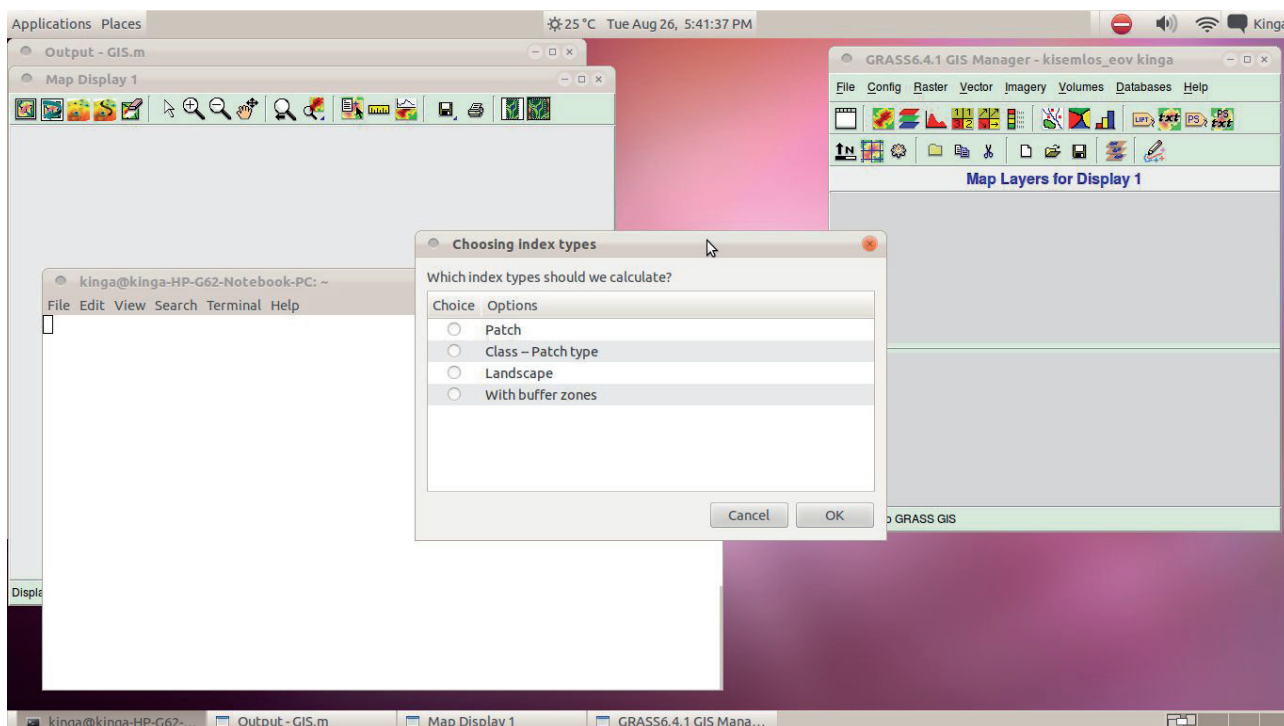 Applications Places
25 °C Tue Aug 26, 5:41:37 PM
Kinga
Output - GIS.m
Map Display 1
GRASS6.4.1 GIS Manager - kisemlos_eov kinga
File Config Raster Vector Imagery Volumes Databases Help
Map Layers for Display 1
Choosing index types
Which index types should we calculate?
Choice Options
Patch
Class – Patch type
Landscape
With buffer zones
Cancel OK
kinga@kinga-HP-G62-Notebook-PC: ~
File Edit View Search Terminal Help
GRASS GIS
kinga@kinga-HP-G62-... Output - GIS.m Map Display 1 GRASS6.4.1 GIS Mana...